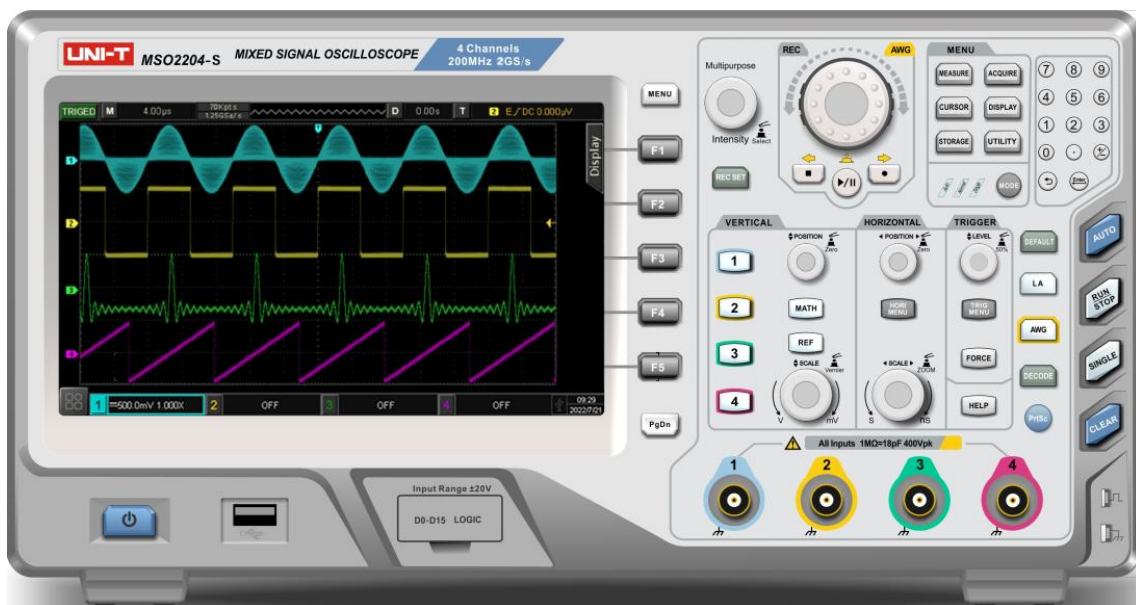 UNI-T MSO2204-S MIXED SIGNAL OSCILLOSCOPE
4 Channels
200MHz 2GS/s
TRIGED M 4.00μs 70Kpts 1.25GSa/s D 0.00s T 2 E DC 0.000μV
Display
1
2
3
1 500.0mV 1.000X 2 OFF 3 OFF 4 OFF 09:29
2022/7/21
MENU
F1
F2
F3
F4
F5
PgDn
Multipurpose
Intensity Select
REC SET
REC AWG
MENU
MEASURE ACQUIRE
CURSOR DISPLAY
STORAGE UTILITY
MODE
7 8 9
4 5 6
1 2 3
0 .
Enter
VERTICAL
POSITION
Zero
1
2
3
4
MATH
REF
SCALE
Vernier
V mV
HORIZONTAL
POSITION
Zero
HORI
MENU
SCALE
ZOOM
S nS
TRIGGER
LEVEL
50%
TRIG
MENU
FORCE
HELP
DEFAULT
LA
AWG
DECODE
PrtSc
AUTO
RUN
STOP
SINGLE
CLEAR
All Inputs 1MΩ≈18pF 400Vpk
1 2 3 4
Input Range ±20V
D0-D15 LOGIC